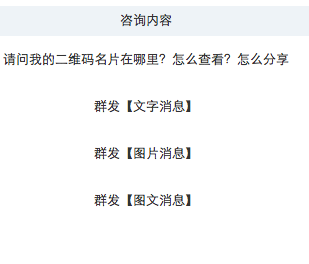 咨询内容
请问我的二维码名片在哪里？怎么查看？怎么分享
群发【文字消息】
群发【图片消息】
群发【图文消息】